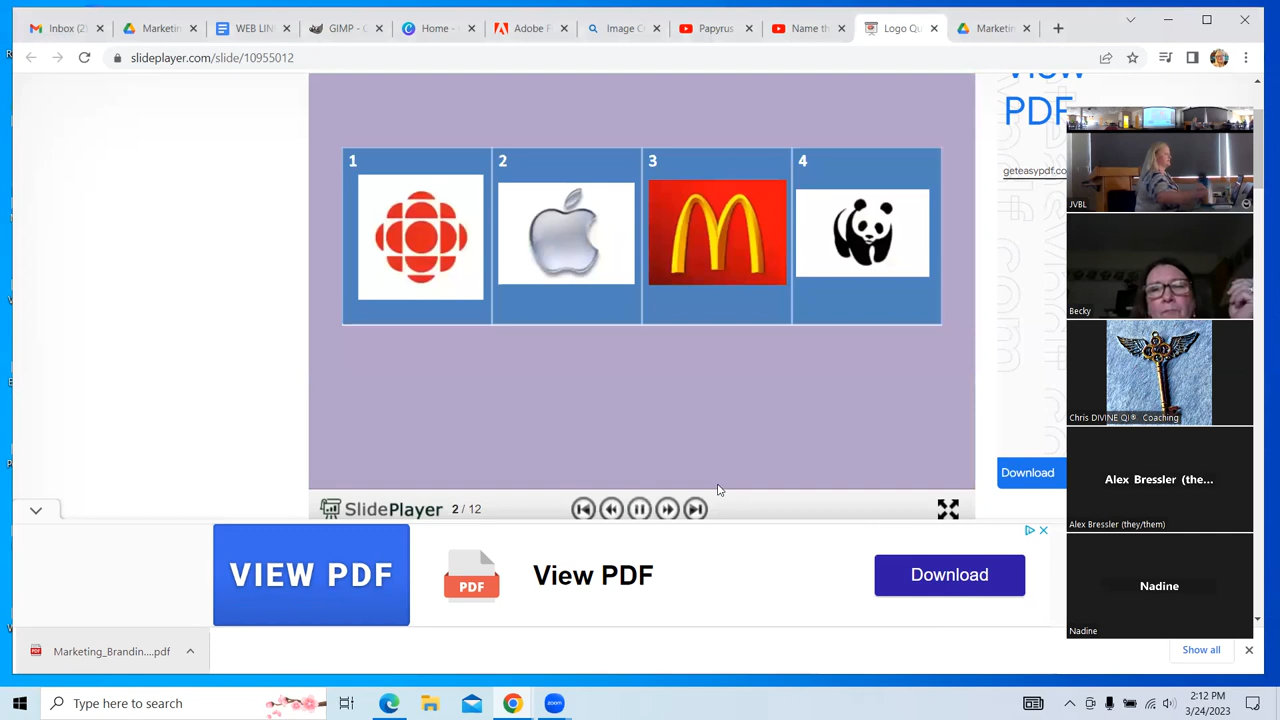 Inbox (2)
Marketin
WEB LIN
GIMP - G
Home -
Adobe F
Image C
Papyrus
Name th
Logo Qu
Marketin
slideplayer.com/slide/10955012
View
PDF
geteasypdf.co
Download
1
2
3
4
JVBL
Becky
Chris DIVINE QI® Coaching
Alex Bressler (the...
Alex Bressler (they/them)
Nadine
Nadine
SlidePlayer 2 / 12
VIEW PDF
PDF
View PDF
Download
Marketing_Brandin....pdf
Show all
Type here to search
zoom
2:12 PM
3/24/2023